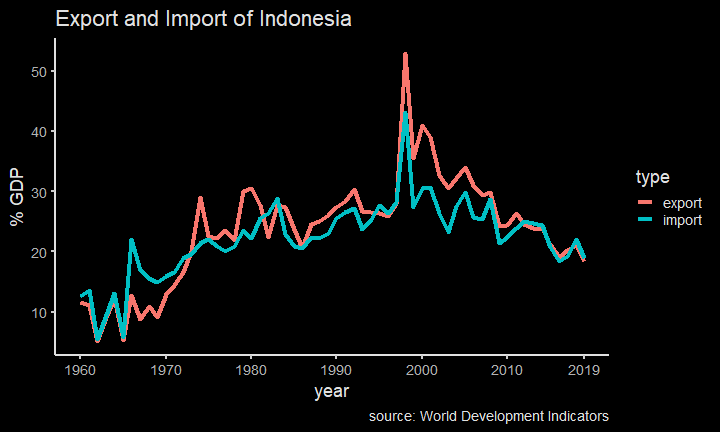 Export and Import of Indonesia
% GDP
50
40
30
20
10
1960 1970 1980 1990 2000 2010 2019
year
type
export
import
source: World Development Indicators